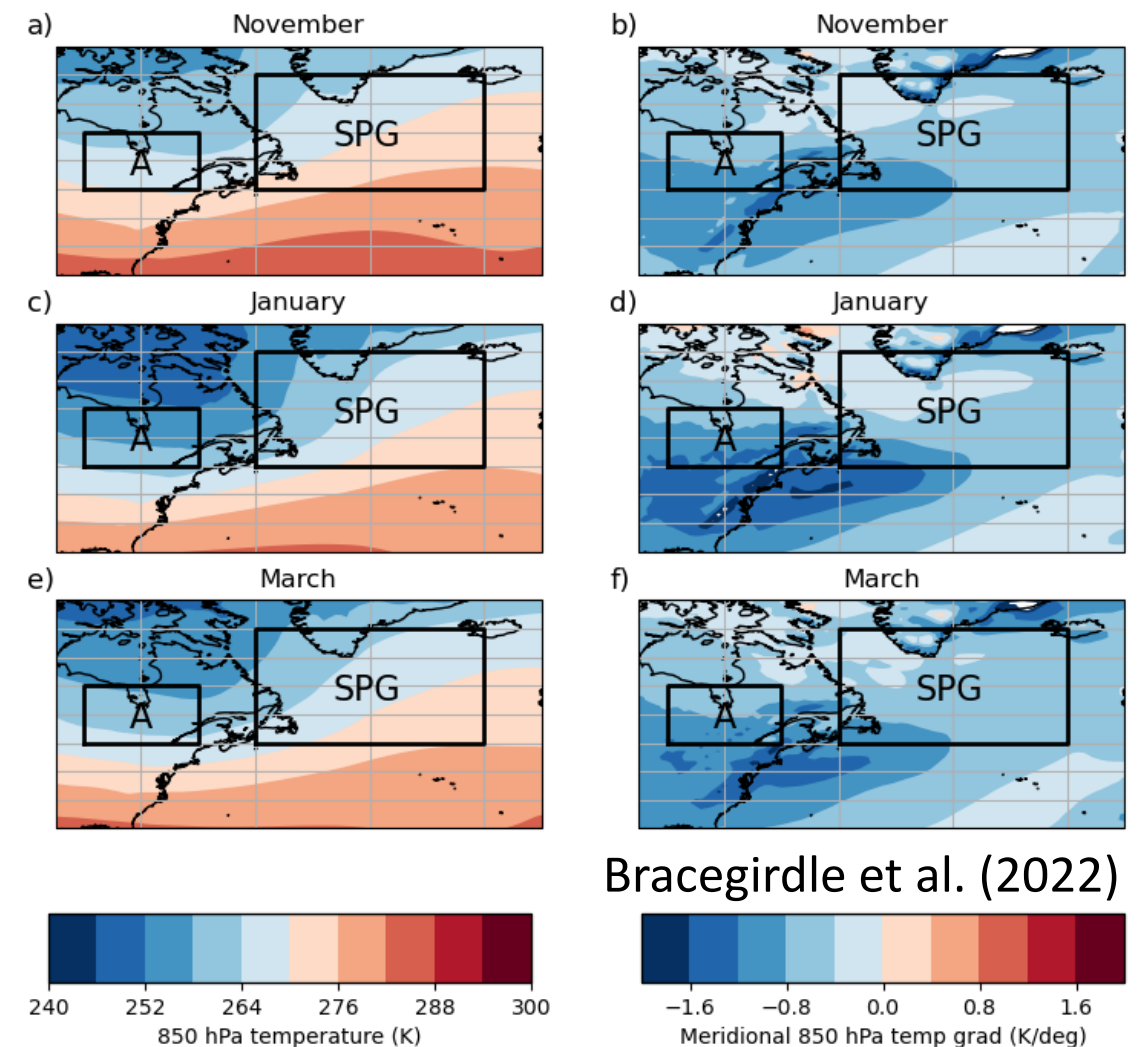 a) November b) November
A SPG A SPG
c) January d) January
A SPG A SPG
e) March f) March
A SPG A SPG
Bracegirdle et al. (2022)
240 252 264 276 288 300 −1.6 −0.8 0.0 0.8 1.6
850 hPa temperature (K) Meridional 850 hPa temp grad (K/deg)